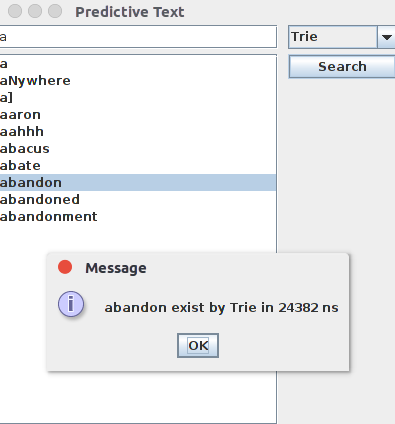 Predictive Text
a
Trie
Search
a
aNywhere
a]
aaron
aahhh
abacus
abate
abandon
abandoned
abandonment
Message
i
abandon exist by Trie in 24382 ns
OK